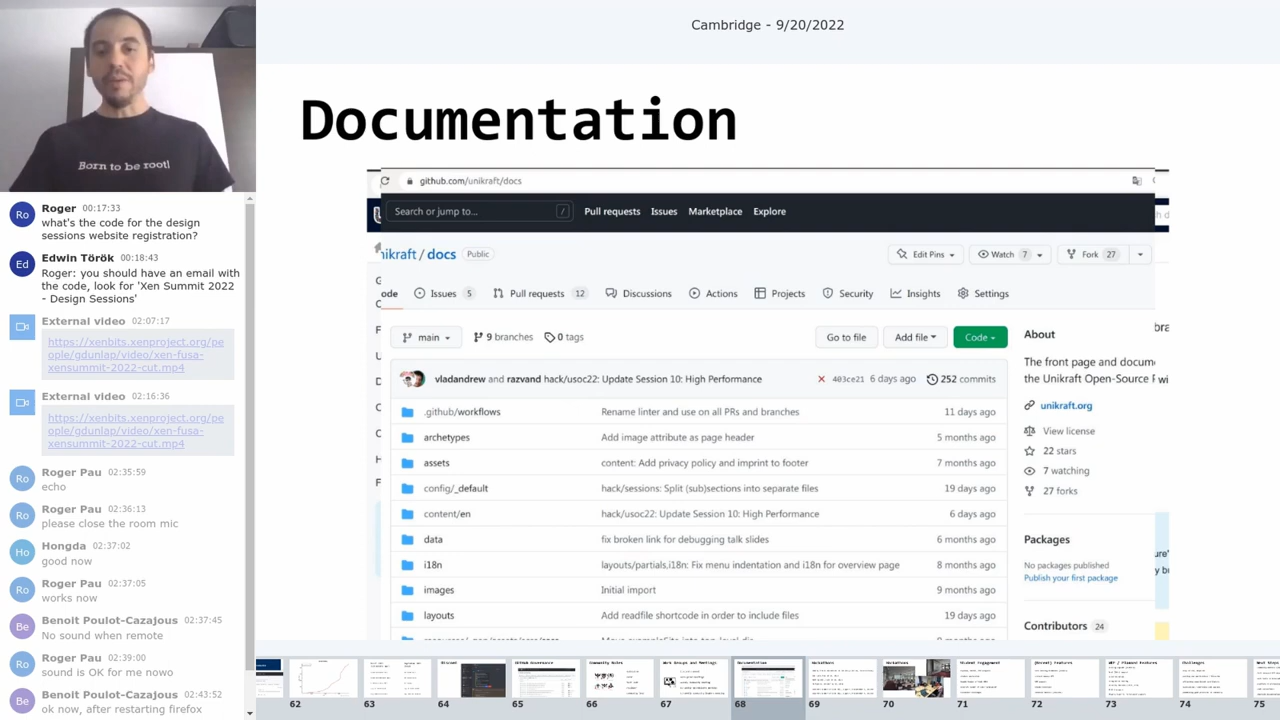 Cambridge - 9/20/2022
Born to be root!
Roger 00:17:33
what's the code for the design
sessions website registration?
Edwin Török 00:18:43
Roger: you should have an email with
the code, look for 'Xen Summit 2022
- Design Sessions'
External video 02:07:17
https://xenbits.xenproject.org/pe
ople/gdunlap/video/xen-fusa-
xensummit-2022-cut.mp4
External video 02:16:36
https://xenbits.xenproject.org/pe
ople/gdunlap/video/xen-fusa-
xensummit-2022-cut.mp4
Roger Pau 02:35:59
echo
Roger Pau 02:36:13
please close the room mic
Hongda 02:37:02
good now
Roger Pau 02:37:05
works now
Benoit Poulot-Cazajous 02:37:45
No sound when remote
Roger Pau 02:39:00
sound is OK for me nowo
Benoit Poulot-Cazajous 02:43:52
ok now, after restarting firefox
Documentation
github.com/unikraft/docs
Search or jump to... /
Pull requests Issues Marketplace Explore
nikraft / docs Public
Edit Pins Watch 7 Fork 27
ode Issues 5 Pull requests 12 Discussions Actions Projects Security Insights Settings
main 9 branches 0 tags Go to file Add file Code
vladandrew and razvand hack/usoc22: Update Session 10: High Performance 403ce21 6 days ago 252 commits
.github/workflows Rename linter and use on all PRs and branches 11 days ago
archetypes Add image attribute as page header 5 months ago
assets content: Add privacy policy and imprint to footer 7 months ago
config/_default hack/sessions: Split (sub)sections into separate files 19 days ago
content/en hack/usoc22: Update Session 10: High Performance 6 days ago
data fix broken link for debugging talk slides 6 months ago
i18n layouts/partials,i18n: Fix menu indentation and i18n for overview page 8 months ago
images Initial import 9 months ago
layouts Add readfile shortcode in order to include files 19 days ago
About
The front page and docume
the Unikraft Open-Source
unikraft.org
View license
22 stars
7 watching
27 forks
Packages
No packages published
Publish your first package
Contributors 24
62 63 64 65 66 67 68 69 70 71 72 73 74 75